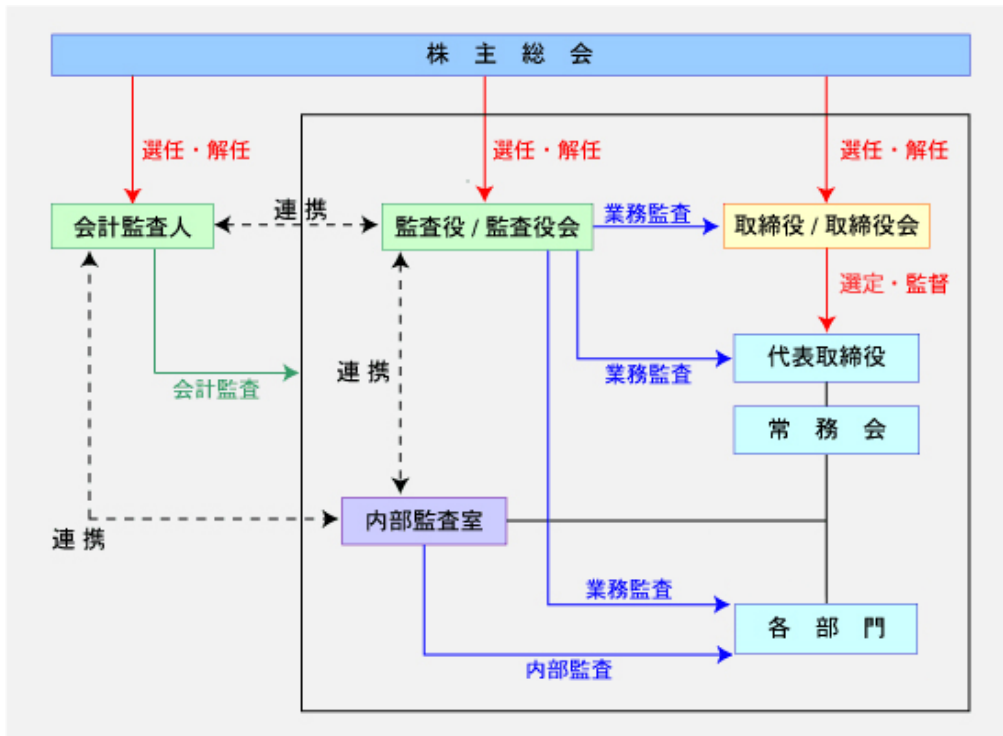 株 主 総 会
選任・解任
選任・解任
選任・解任
会計監査人
連 携
監査役 / 監査役会
業務監査
取締役 / 取締役会
選定・監督
代表取締役
業務監査
連 携
会計監査
常 務 会
内部監査室
連 携
業務監査
各 部 門
内部監査